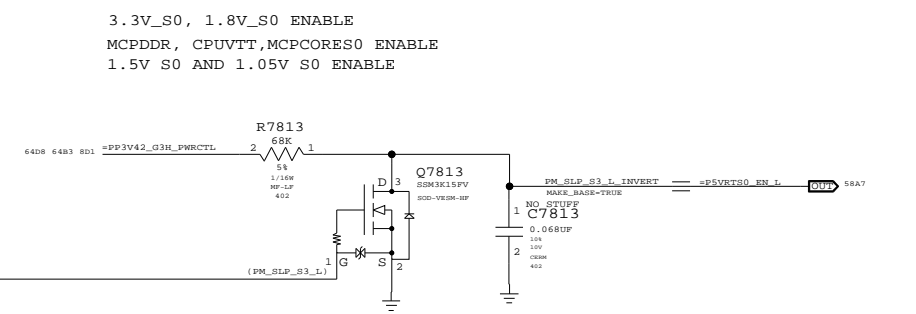 3.3V_S0, 1.8V_S0 ENABLE
MCPDDR, CPUVTT,MCPCORES0 ENABLE
1.5V S0 AND 1.05V S0 ENABLE
R7813
64D8 64B3 8D1 =PP3V42_G3H_PWRCTL 2 68K 1
5%
1/16W
MF-LF
402
Q7813
D 3 SSM3K15FV
SOD-VESM-HF
PM_SLP_S3_L_INVERT =P5VRTS0_EN_L OUT 58A7
MAKE_BASE=TRUE
NO STUFF
1 C7813
0.068UF
10%
10V
2 CERM
402
1 G S 2
(PM_SLP_S3_L)